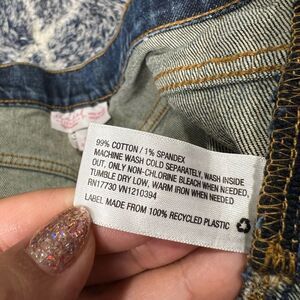 99% COTTON / 1% SPANDEX
MACHINE WASH COLD SEPARATELY, WASH INSIDE
OUT. ONLY NON-CHLORINE BLEACH WHEN NEEDED.
TUMBLE DRY LOW. WARM IRON WHEN NEEDED.
RN17730 VN1210394
LABEL MADE FROM 100% RECYCLED PLASTIC